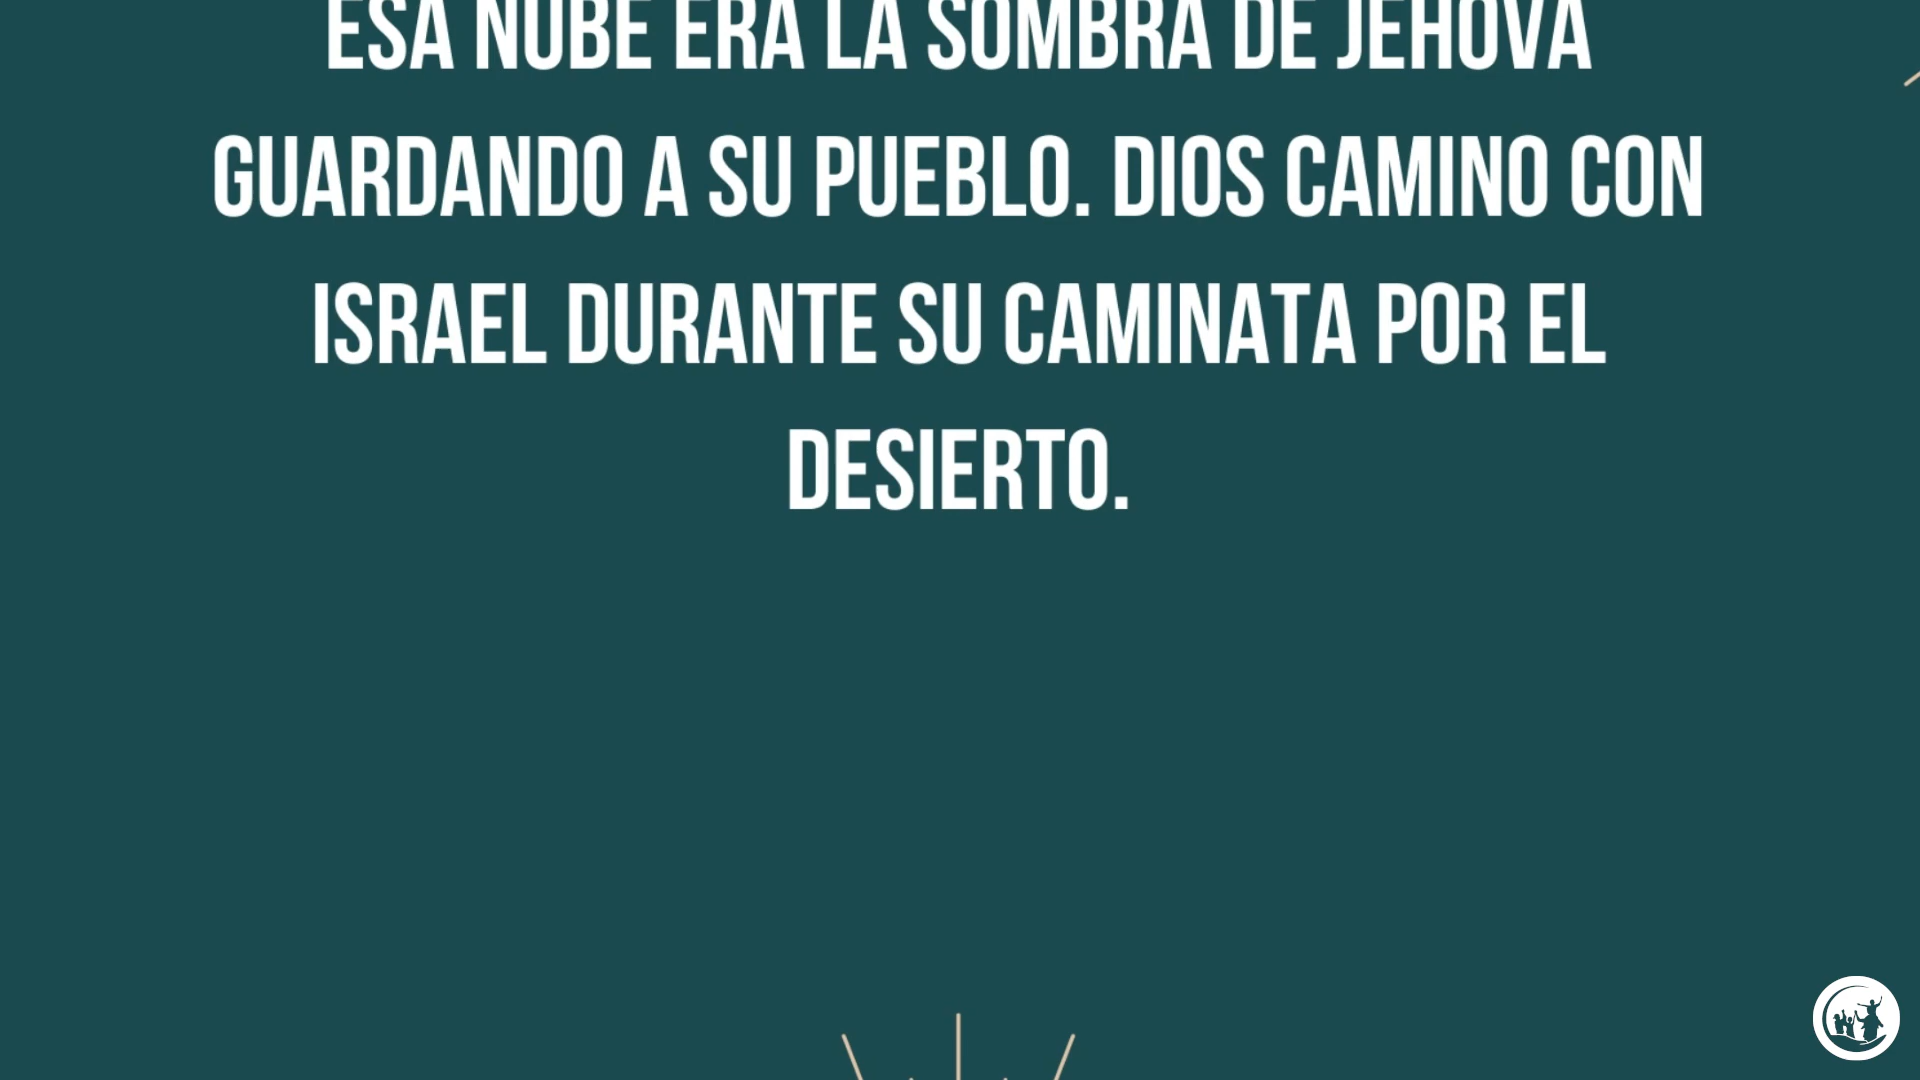 ESA NUBE ERA LA SOMBRA DE JEHOVA
GUARDANDO A SU PUEBLO. DIOS CAMINO CON
ISRAEL DURANTE SU CAMINATA POR EL
DESIERTO.